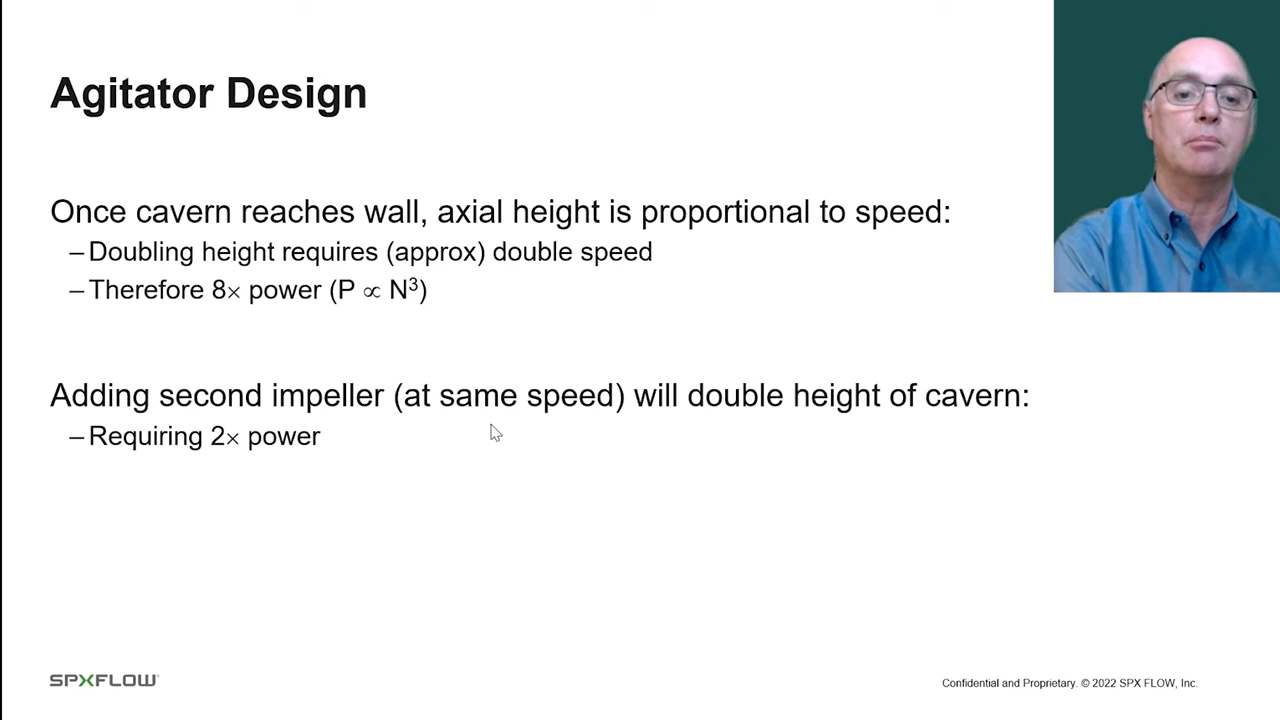 Agitator Design
Once cavern reaches wall, axial height is proportional to speed:
–Doubling height requires (approx) double speed
–Therefore 8× power (P ∝ N³)
Adding second impeller (at same speed) will double height of cavern:
–Requiring 2× power
SPXFLOW
Confidential and Proprietary. © 2022 SPX FLOW, Inc.